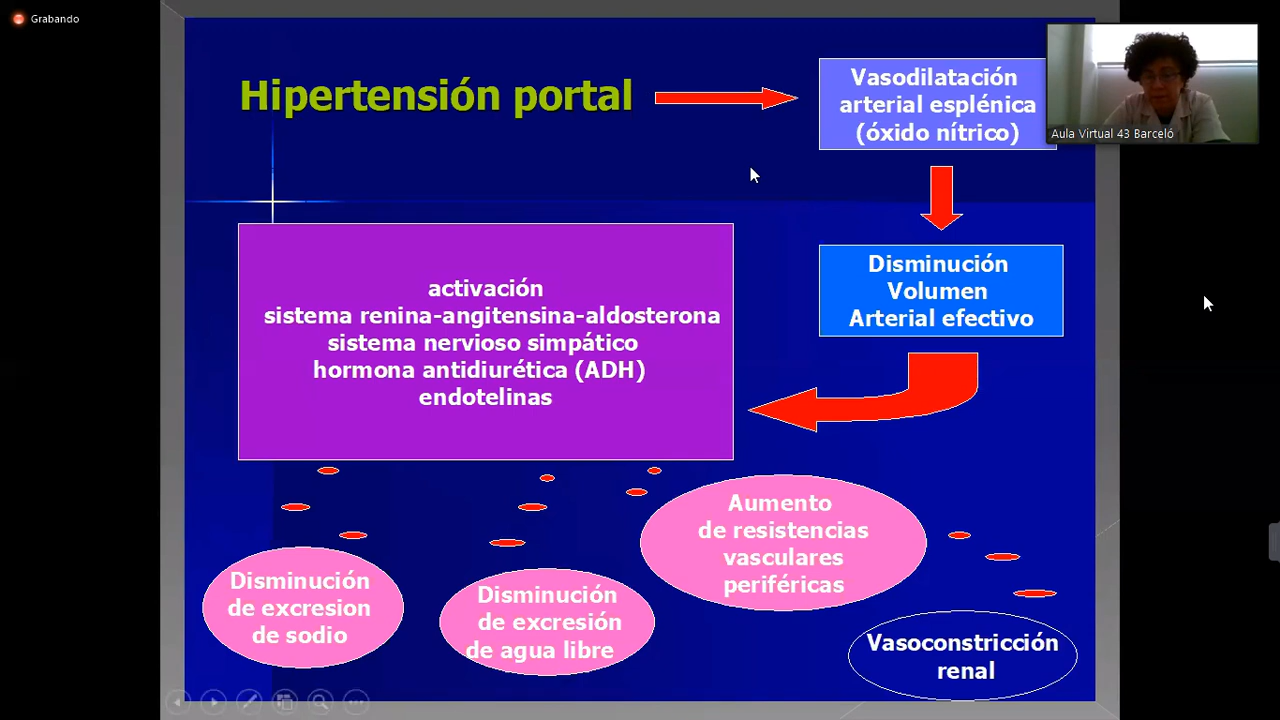 Grabando
Hipertensión portal
Vasodilatación
arterial esplénica
(óxido nítrico)
Aula Virtual 43 Barceló
Disminución
Volumen
Arterial efectivo
activación
sistema renina-angitensina-aldosterona
sistema nervioso simpático
hormona antidiurética (ADH)
endotelinas
Aumento
de resistencias
vasculares
periféricas
Disminución
de excresion
de sodio
Disminución
de excresión
de agua libre
Vasoconstricción
renal